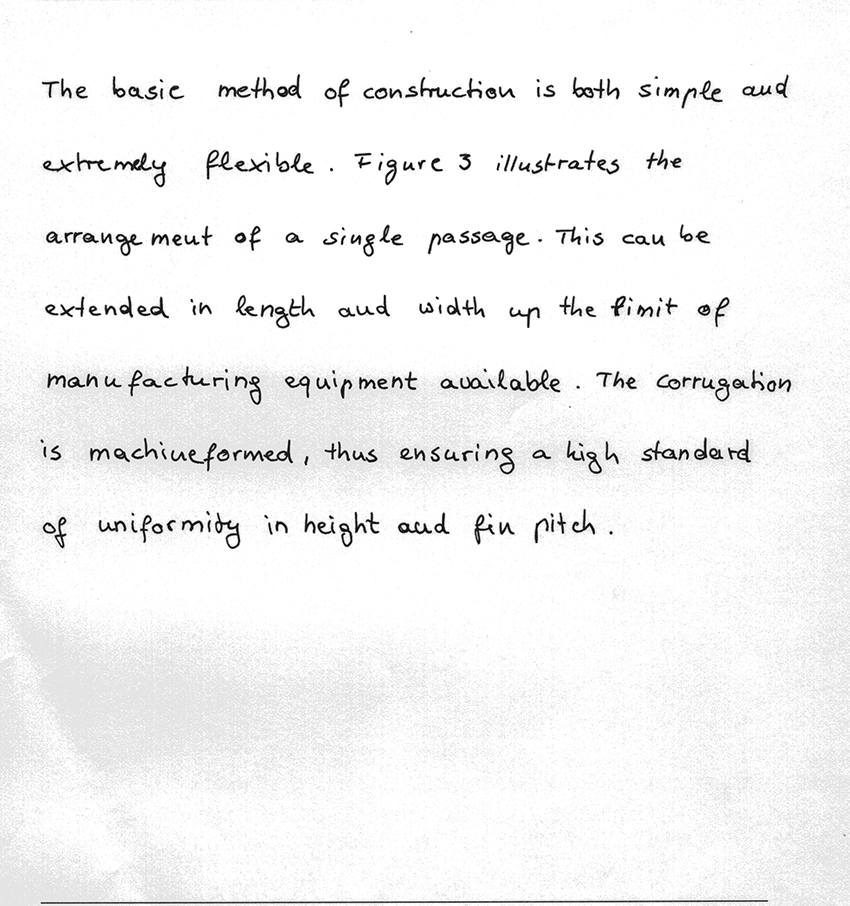 The basic method of construction is both simple and
extremely flexible. Figure 3 illustrates the
arrangement of a single passage. This can be
extended in length and width up the limit of
manufacturing equipment available. The corrugation
is machineformed, thus ensuring a high standard
of uniformity in height and fin pitch.